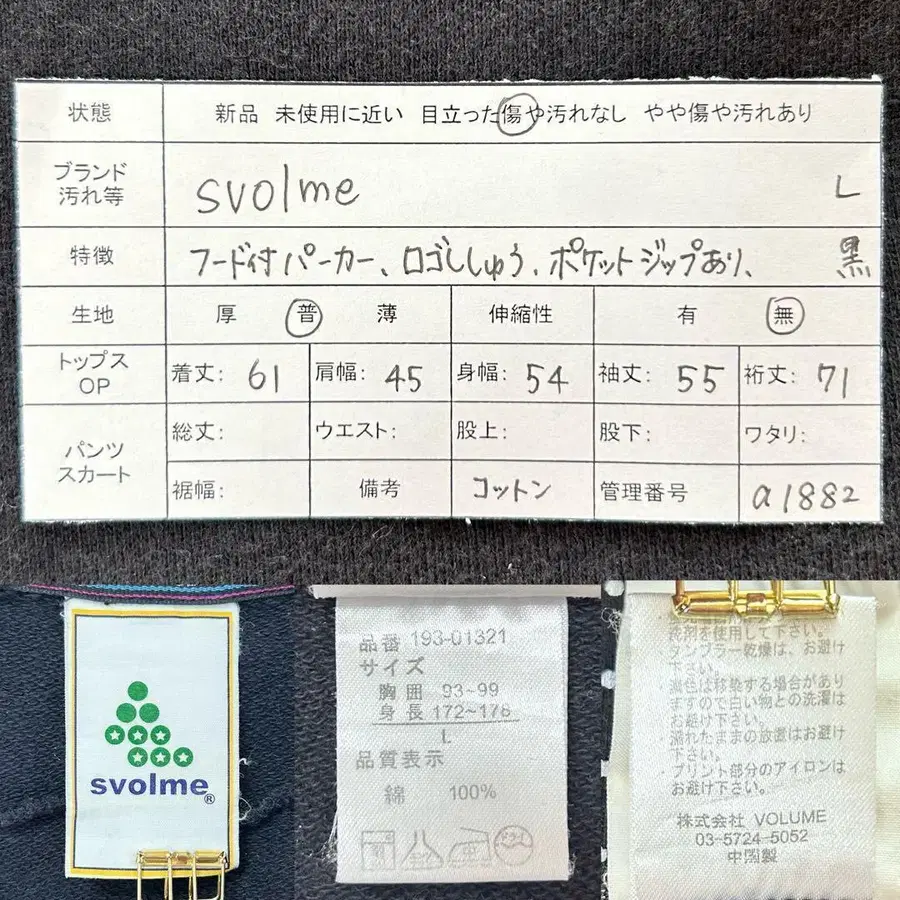 状態 新品 未使用に近い 目立った傷や汚れなし やや傷や汚れあり
ブランド
汚れ等
svolme L
特徴 フード付パーカー、ロゴししゅう、ポケットジップあり、 黒
生地 厚 普 薄 伸縮性 有 無
トップス
OP
着丈: 61 肩幅: 45 身幅: 54 袖丈: 55 裄丈: 71
パンツ
スカート
総丈: ウエスト: 股上: 股下: ワタリ:
裾幅: 備考 コットン 管理番号 a1882
svolme®
品番 193-01321
サイズ
胸囲 93~99
身長 172~178
L
品質表示
綿 100%
洗剤を使用して下さい。
タンブラー乾燥は、お避け
下さい。
濃色は移染する場合があり
ますので白い物との洗濯は
お避け下さい。
濡れたままの放置はお避け
下さい。
・プリント部分のアイロンは
お避け下さい。
株式会社 VOLUME
03-5724-5052
中国製